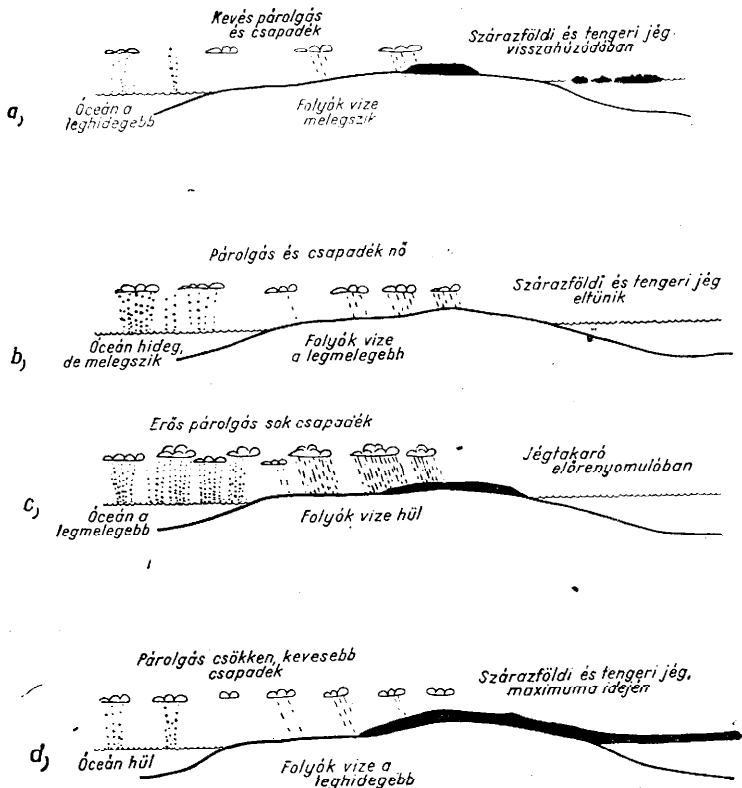 Kevés párolgás
és csapadék
Szárazföldi és tengeri jég
visszahúzódóban
a)
Óceán a
leghidegebb
Folyók vize
melegszik
Párolgás és csapadék nő
Szárazföldi és tengeri jég
eltűnik
b)
Óceán hideg,
de melegszik
Folyók vize
a legmelegebb
Erős párolgás sok csapadék
Jégtakaró
előrenyomulóban
c)
Óceán a
legmelegebb
Folyók vize hül
Párolgás csökken, kevesebb
csapadék
Szárazföldi és tengeri jég,
maximuma idején
d)
Óceán hül
Folyók vize a
leghidegebb